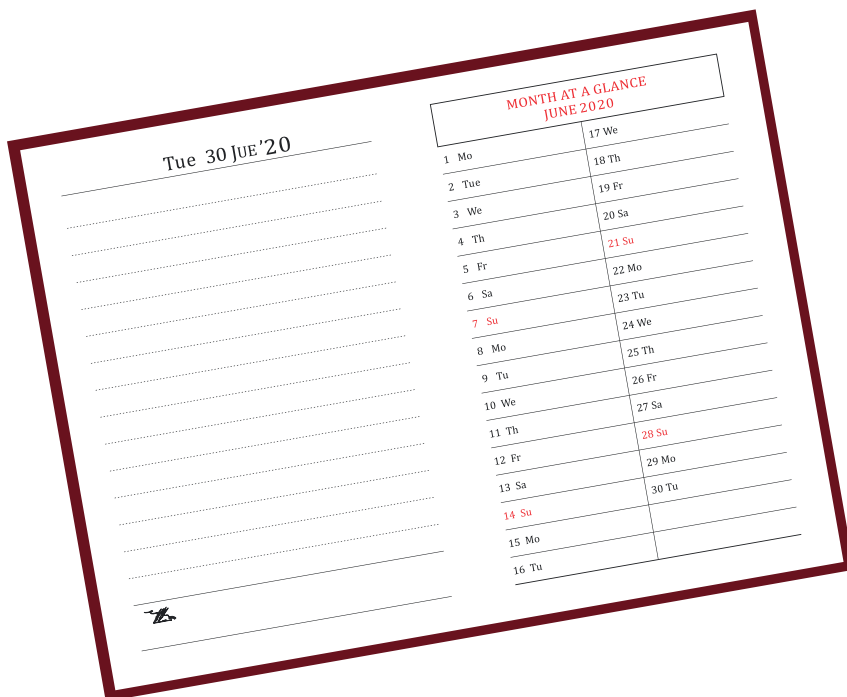 Tue 30 JUE ’20
MONTH AT A GLANCE
JUNE 2020
1 Mo
2 Tue
3 We
4 Th
5 Fr
6 Sa
7 Su
8 Mo
9 Tu
10 We
11 Th
12 Fr
13 Sa
14 Su
15 Mo
16 Tu
17 We
18 Th
19 Fr
20 Sa
21 Su
22 Mo
23 Tu
24 We
25 Th
26 Fr
27 Sa
28 Su
29 Mo
30 Tu